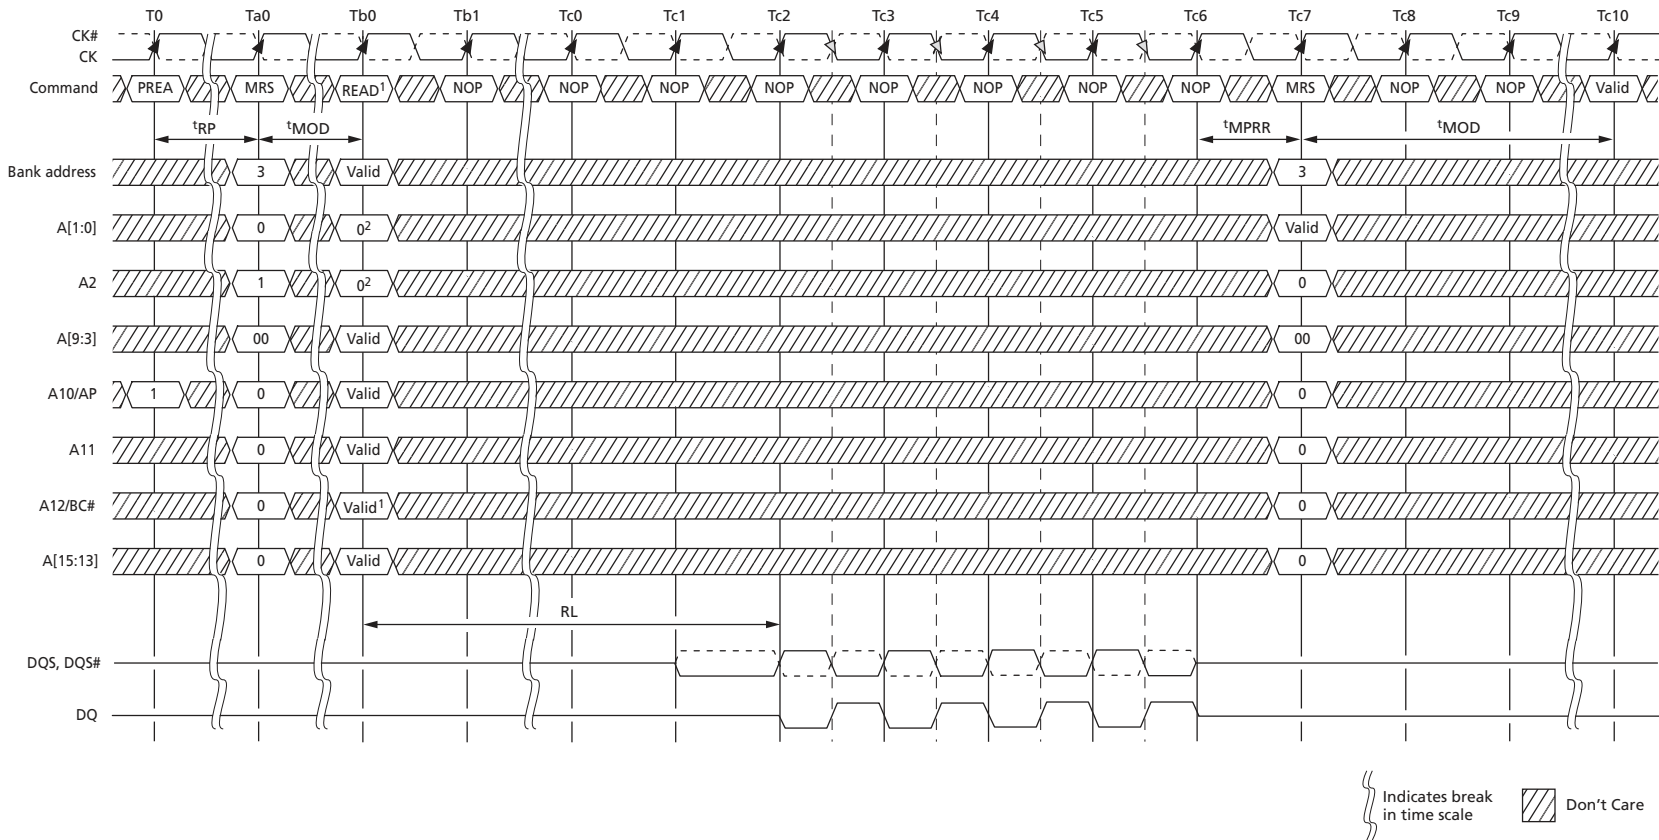 T0 Ta0 Tb0 Tb1 Tc0 Tc1 Tc2 Tc3 Tc4 Tc5 Tc6 Tc7 Tc8 Tc9 Tc10
CK#
CK
Command PREA MRS READ¹ NOP NOP NOP NOP NOP NOP NOP NOP MRS NOP NOP Valid
tRP tMOD tMPRR tMOD
Bank address 3 Valid 3
A[1:0] 0 0² Valid
A2 1 0² 0
A[9:3] 00 Valid 00
A10/AP 1 0 Valid 0
A11 0 Valid 0
A12/BC# 0 Valid¹ 0
A[15:13] 0 Valid 0
RL
DQS, DQS#
DQ
Indicates break
in time scale
Don't Care